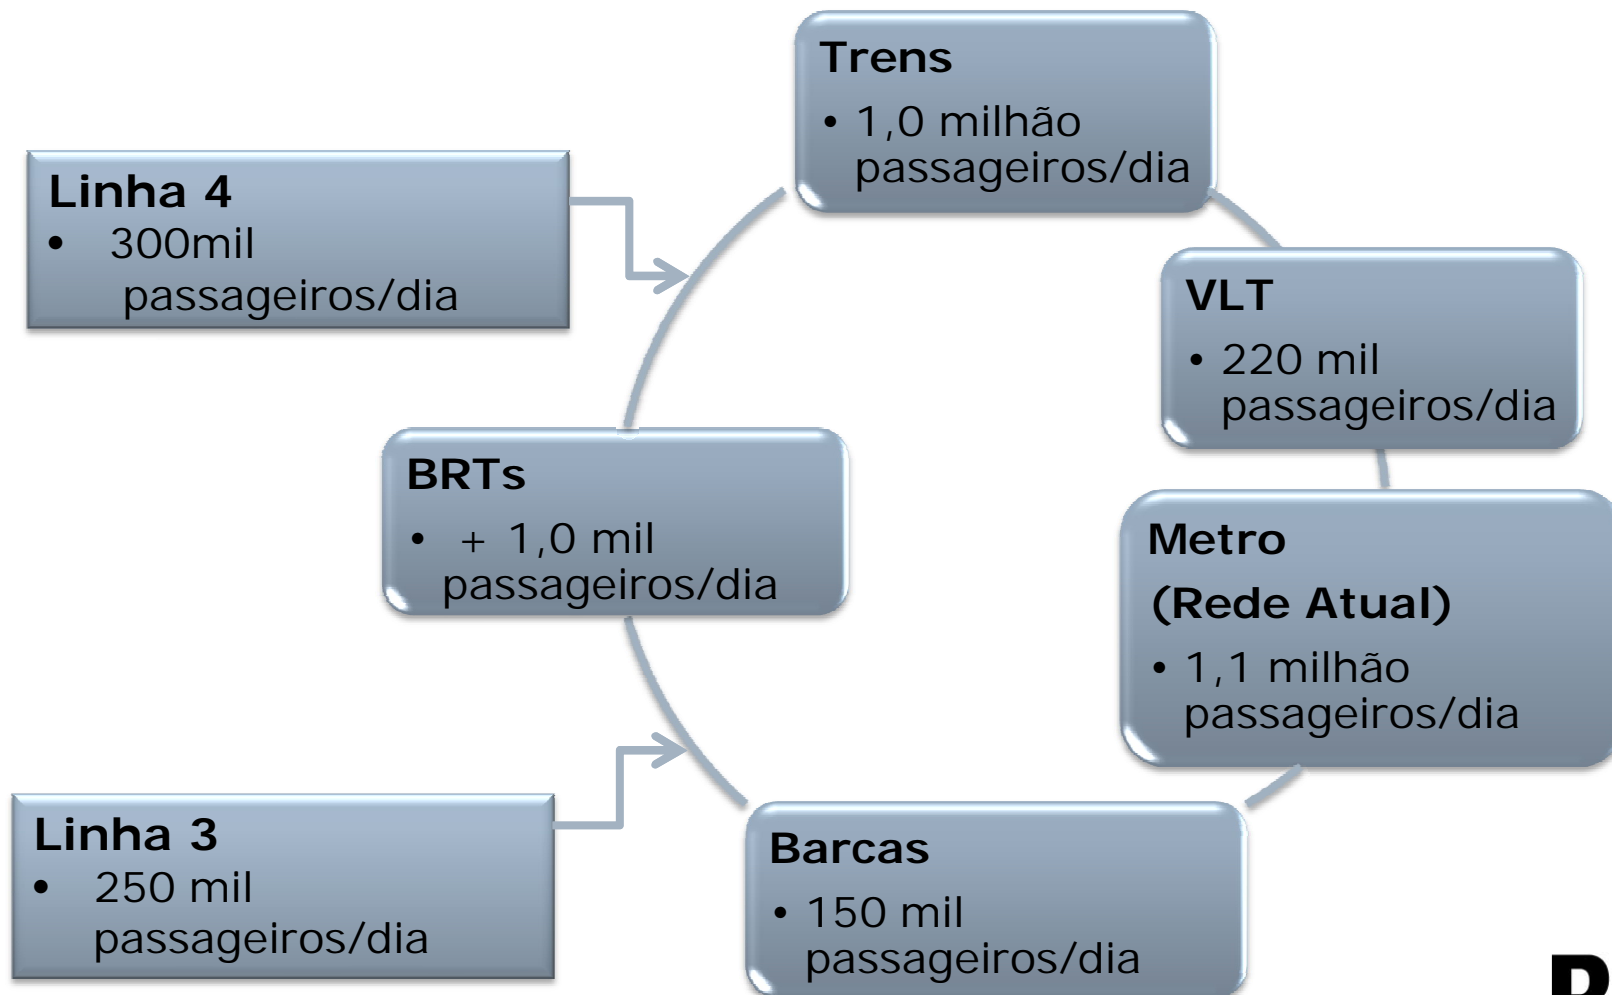 Trens
• 1,0 milhão
passageiros/dia
Linha 4
• 300mil
passageiros/dia
VLT
• 220 mil
passageiros/dia
BRTs
• + 1,0 mil
passageiros/dia
Metro
(Rede Atual)
• 1,1 milhão
passageiros/dia
Linha 3
• 250 mil
passageiros/dia
Barcas
• 150 mil
passageiros/dia